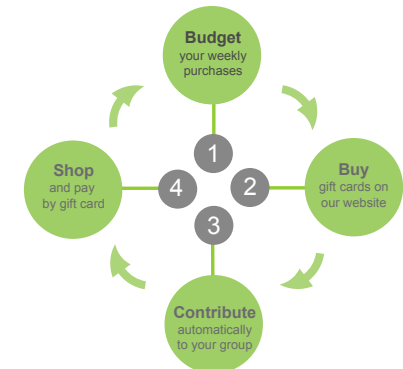 Budget
your weekly
purchases
1
Buy
gift cards on
our website
2
3
Contribute
automatically
to your group
Shop
and pay
by gift card
4